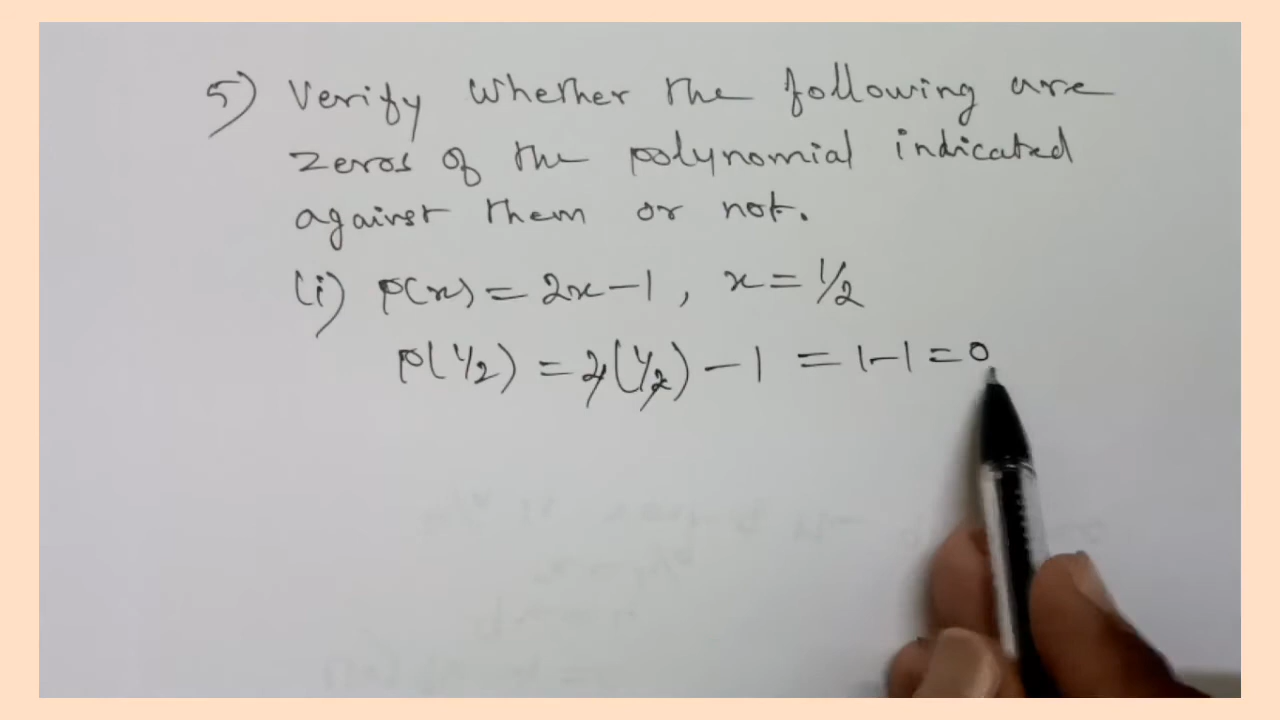 5) Verify whether the following are
zeros of the polynomial indicated
against them or not.
(i) p(x) = 2x-1, x = 1/2
p(1/2) = 2(1/2) - 1 = 1-1 = 0